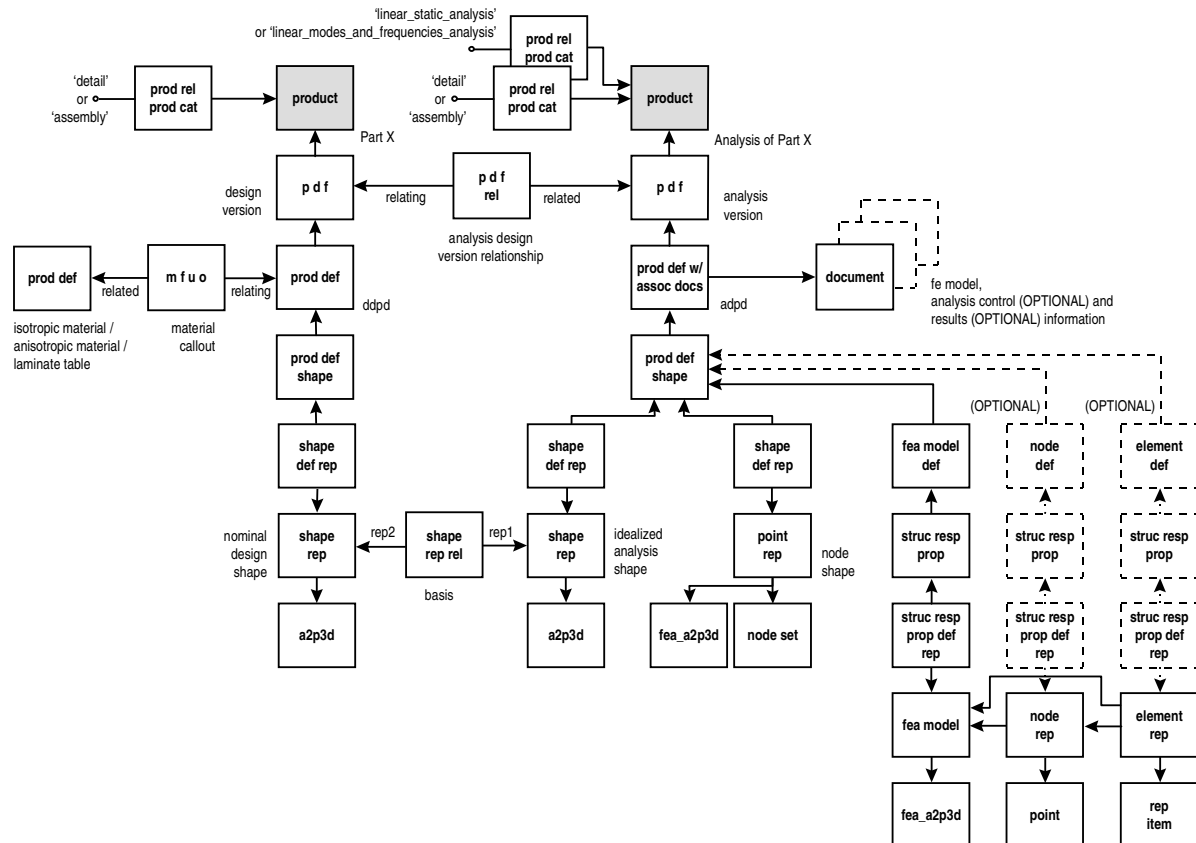 ‘linear_static_analysis’
or ‘linear_modes_and_frequencies_analysis’
prod rel
prod cat
‘detail’
or
‘assembly’
prod rel
prod cat
product
‘detail’
or
‘assembly’
prod rel
prod cat
product
Part X
Analysis of Part X
design
version
p d f
relating
p d f
rel
related
p d f
analysis
version
analysis design
version relationship
prod def
related
m f u o
relating
prod def
ddpd
prod def w/
assoc docs
adpd
document
fe model,
analysis control (OPTIONAL) and
results (OPTIONAL) information
isotropic material /
anisotropic material /
laminate table
material
callout
prod def
shape
prod def
shape
(OPTIONAL)
(OPTIONAL)
shape
def rep
shape
def rep
shape
def rep
fea model
def
node
def
element
def
nominal
design
shape
shape
rep
rep2
shape
rep rel
rep1
shape
rep
idealized
analysis
shape
point
rep
node
shape
struc resp
prop
struc resp
prop
struc resp
prop
basis
a2p3d
a2p3d
fea_a2p3d
node set
struc resp
prop def
rep
struc resp
prop def
rep
struc resp
prop def
rep
fea model
node
rep
element
rep
fea_a2p3d
point
rep
item